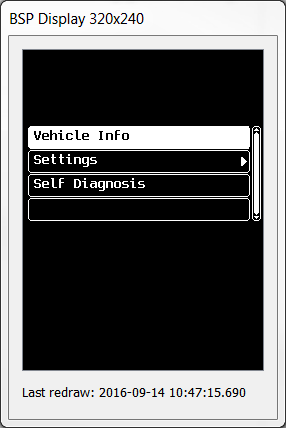 BSP Display 320x240
Vehicle Info
Settings
Self Diagnosis
Last redraw: 2016-09-14 10:47:15.690